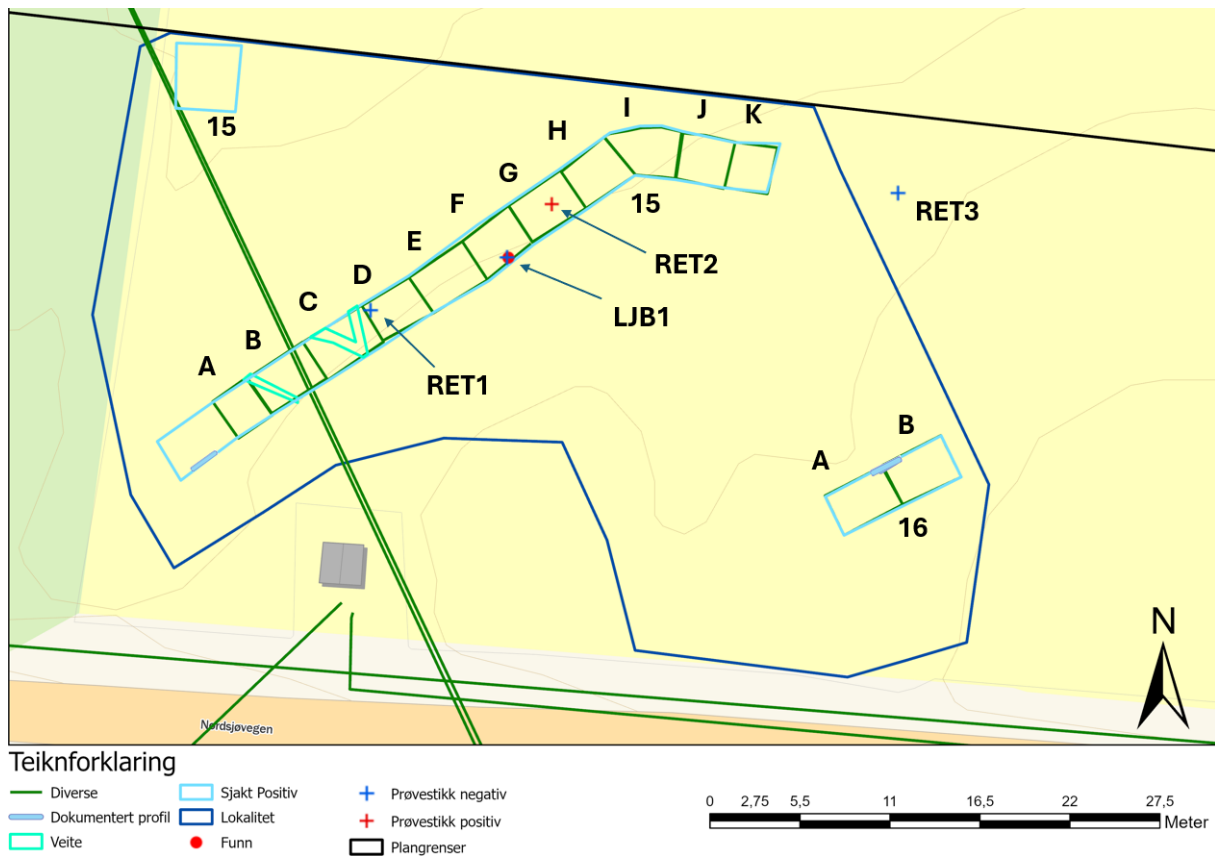 15
I
J
K
H
G
F
E
D
C
B
A
15
RET3
RET2
LJB1
RET1
B
A
16
N
Nordsjøvegen
Teiknforklaring
Diverse
Dokumentert profil
Veite
Sjakt Positiv
Lokalitet
Funn
Prøvestikk negativ
Prøvestikk positiv
Plangrenser
0 2,75 5,5 11 16,5 22 27,5
Meter